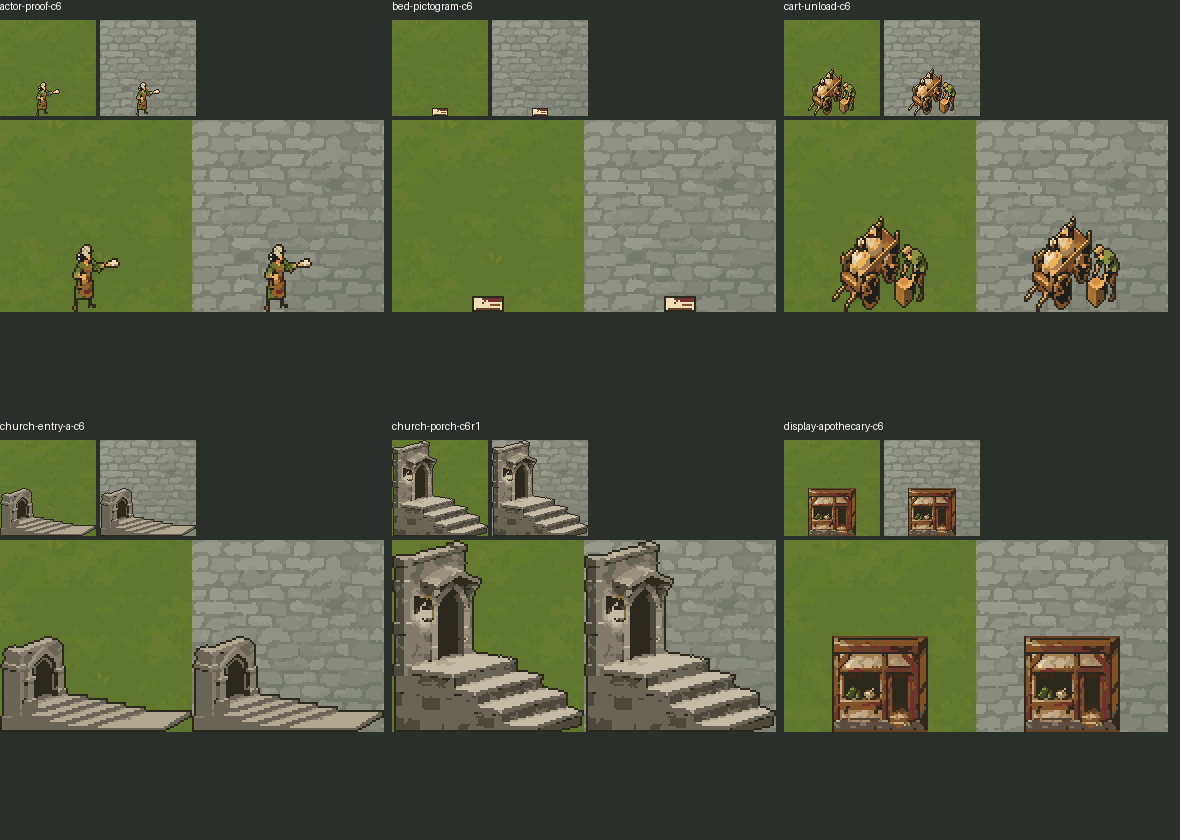 actor-proof-c6
bed-pictogram-c6
cart-unload-c6
church-entry-a-c6
church-porch-c6r1
display-apothecary-c6